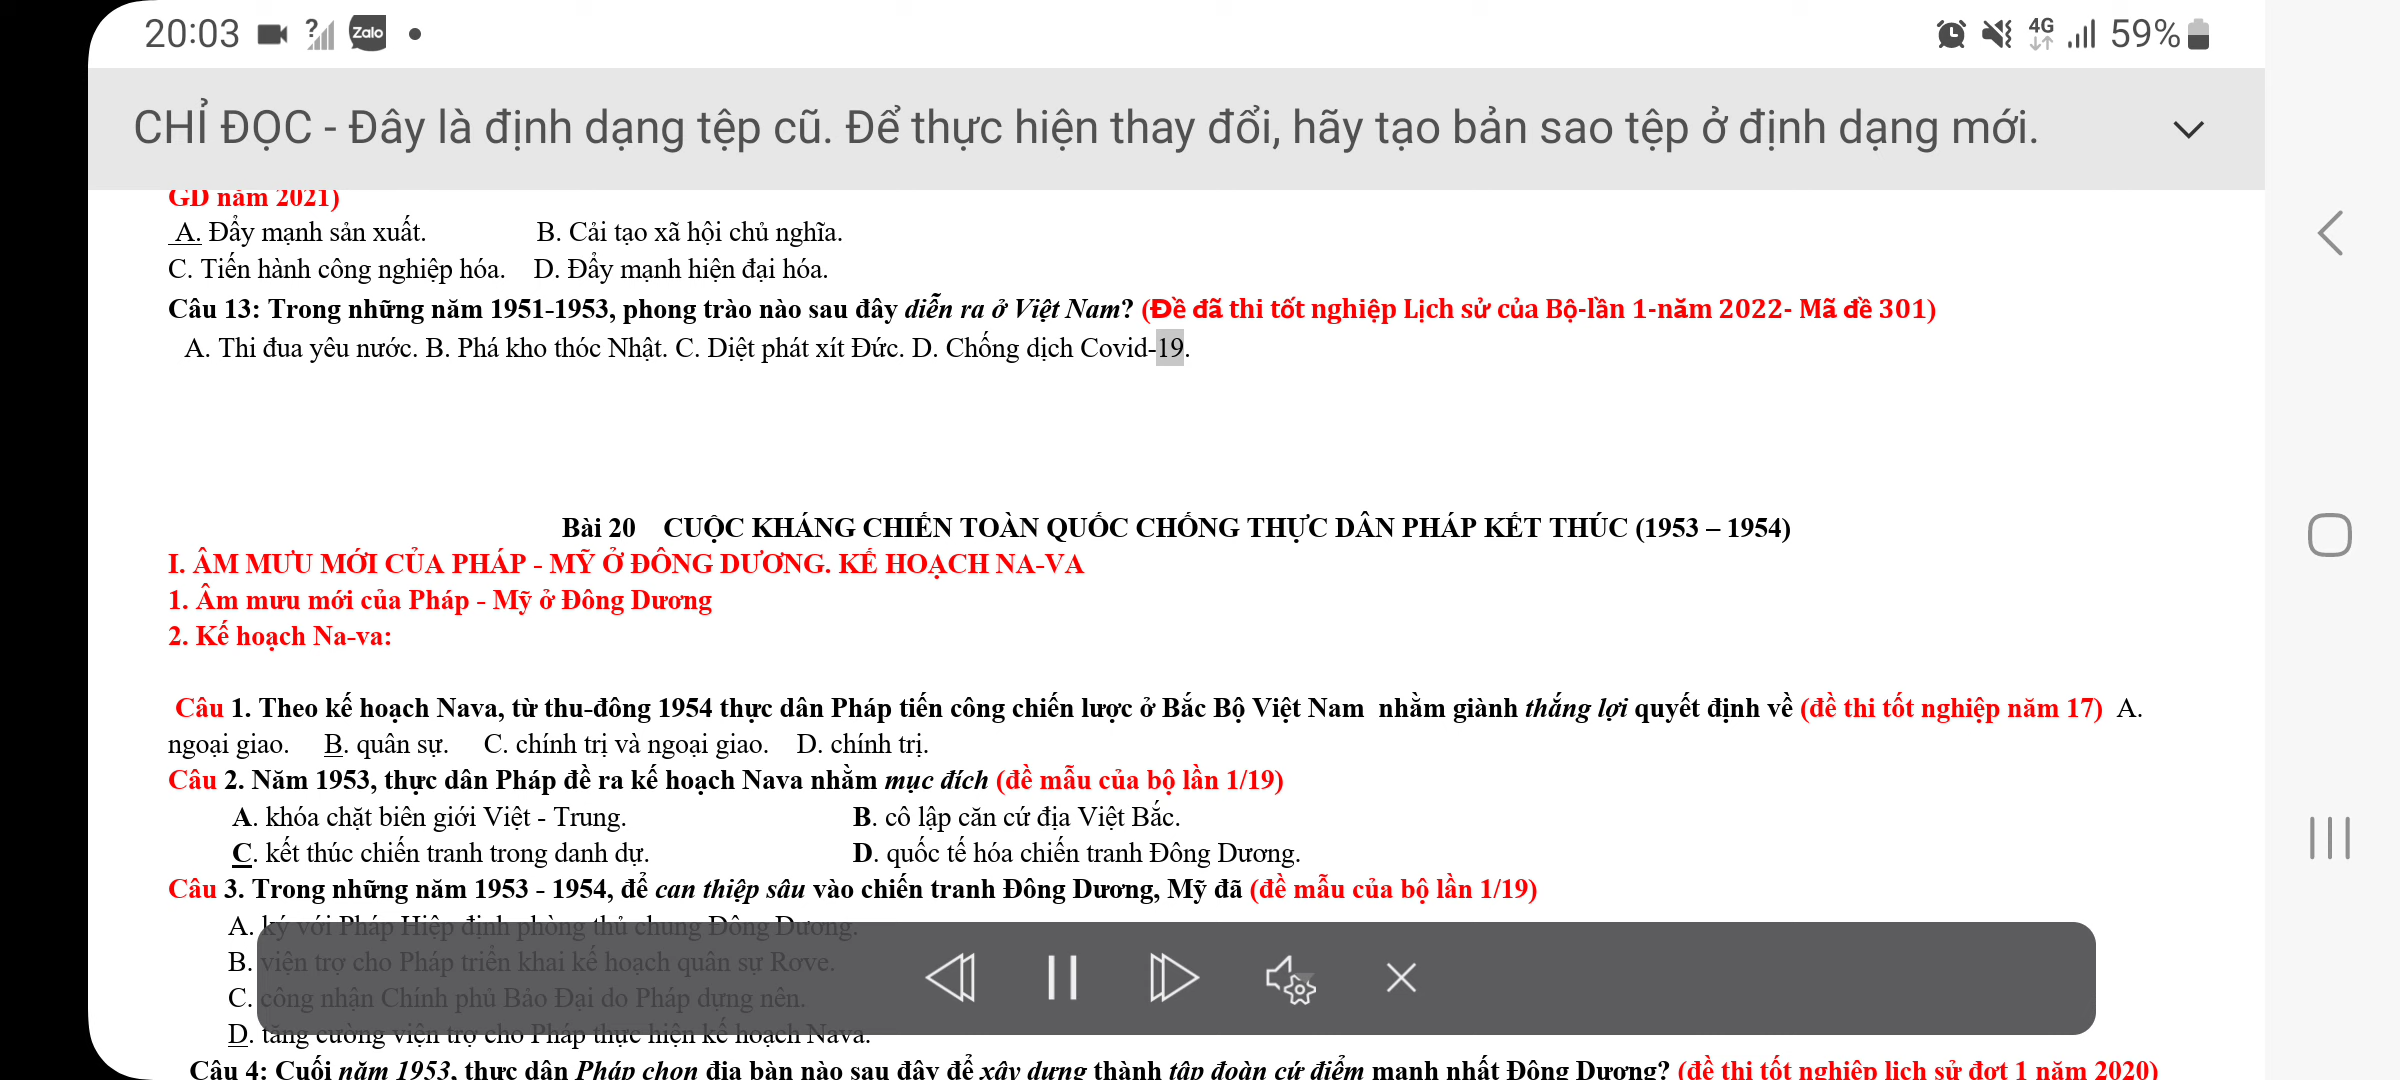 20:03 ? Zalo 4G 59%
CHỈ ĐỌC - Đây là định dạng tệp cũ. Để thực hiện thay đổi, hãy tạo bản sao tệp ở định dạng mới.
GD năm 2021)
A. Đẩy mạnh sản xuất. B. Cải tạo xã hội chủ nghĩa.
C. Tiến hành công nghiệp hóa. D. Đẩy mạnh hiện đại hóa.
Câu 13: Trong những năm 1951-1953, phong trào nào sau đây diễn ra ở Việt Nam? (Đề đã thi tốt nghiệp Lịch sử của Bộ-lần 1-năm 2022- Mã đề 301)
A. Thi đua yêu nước. B. Phá kho thóc Nhật. C. Diệt phát xít Đức. D. Chống dịch Covid-19.
Bài 20 CUỘC KHÁNG CHIẾN TOÀN QUỐC CHỐNG THỰC DÂN PHÁP KẾT THÚC (1953 – 1954)
I. ÂM MƯU MỚI CỦA PHÁP - MỸ Ở ĐÔNG DƯƠNG. KẾ HOẠCH NA-VA
1. Âm mưu mới của Pháp - Mỹ ở Đông Dương
2. Kế hoạch Na-va:
Câu 1. Theo kế hoạch Nava, từ thu-đông 1954 thực dân Pháp tiến công chiến lược ở Bắc Bộ Việt Nam nhằm giành thắng lợi quyết định về (đề thi tốt nghiệp năm 17) A.
ngoại giao. B. quân sự. C. chính trị và ngoại giao. D. chính trị.
Câu 2. Năm 1953, thực dân Pháp đề ra kế hoạch Nava nhằm mục đích (đề mẫu của bộ lần 1/19)
A. khóa chặt biên giới Việt - Trung. B. cô lập căn cứ địa Việt Bắc.
C. kết thúc chiến tranh trong danh dự. D. quốc tế hóa chiến tranh Đông Dương.
Câu 3. Trong những năm 1953 - 1954, để can thiệp sâu vào chiến tranh Đông Dương, Mỹ đã (đề mẫu của bộ lần 1/19)
A. ký với Pháp Hiệp định phòng thủ chung Đông Dương.
B. viện trợ cho Pháp triển khai kế hoạch quân sự Rơve.
C. công nhận Chính phủ Bảo Đại do Pháp dựng nên.
D. tăng cường viện trợ cho Pháp thực hiện kế hoạch Nava.
Câu 4: Cuối năm 1953, thực dân Pháp chọn địa bàn nào sau đây để xây dựng thành tập đoàn cứ điểm mạnh nhất Đông Dương? (đề thi tốt nghiệp lịch sử đợt 1 năm 2020)